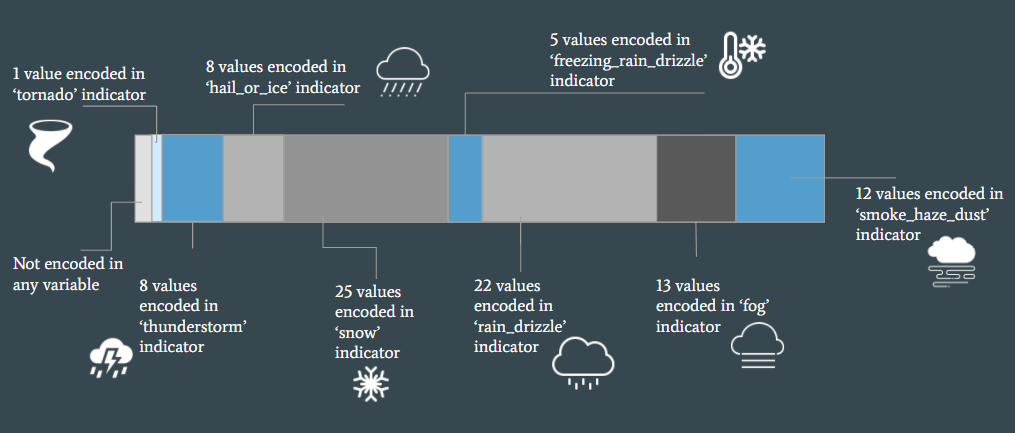 1 value encoded in
‘tornado’ indicator
8 values encoded in
‘hail_or_ice’ indicator
5 values encoded in
‘freezing_rain_drizzle’
indicator
12 values encoded in
‘smoke_haze_dust’
indicator
Not encoded in
any variable
8 values
encoded in
‘thunderstorm’
indicator
25 values
encoded in
‘snow’
indicator
22 values
encoded in
‘rain_drizzle’
indicator
13 values
encoded in ‘fog’
indicator